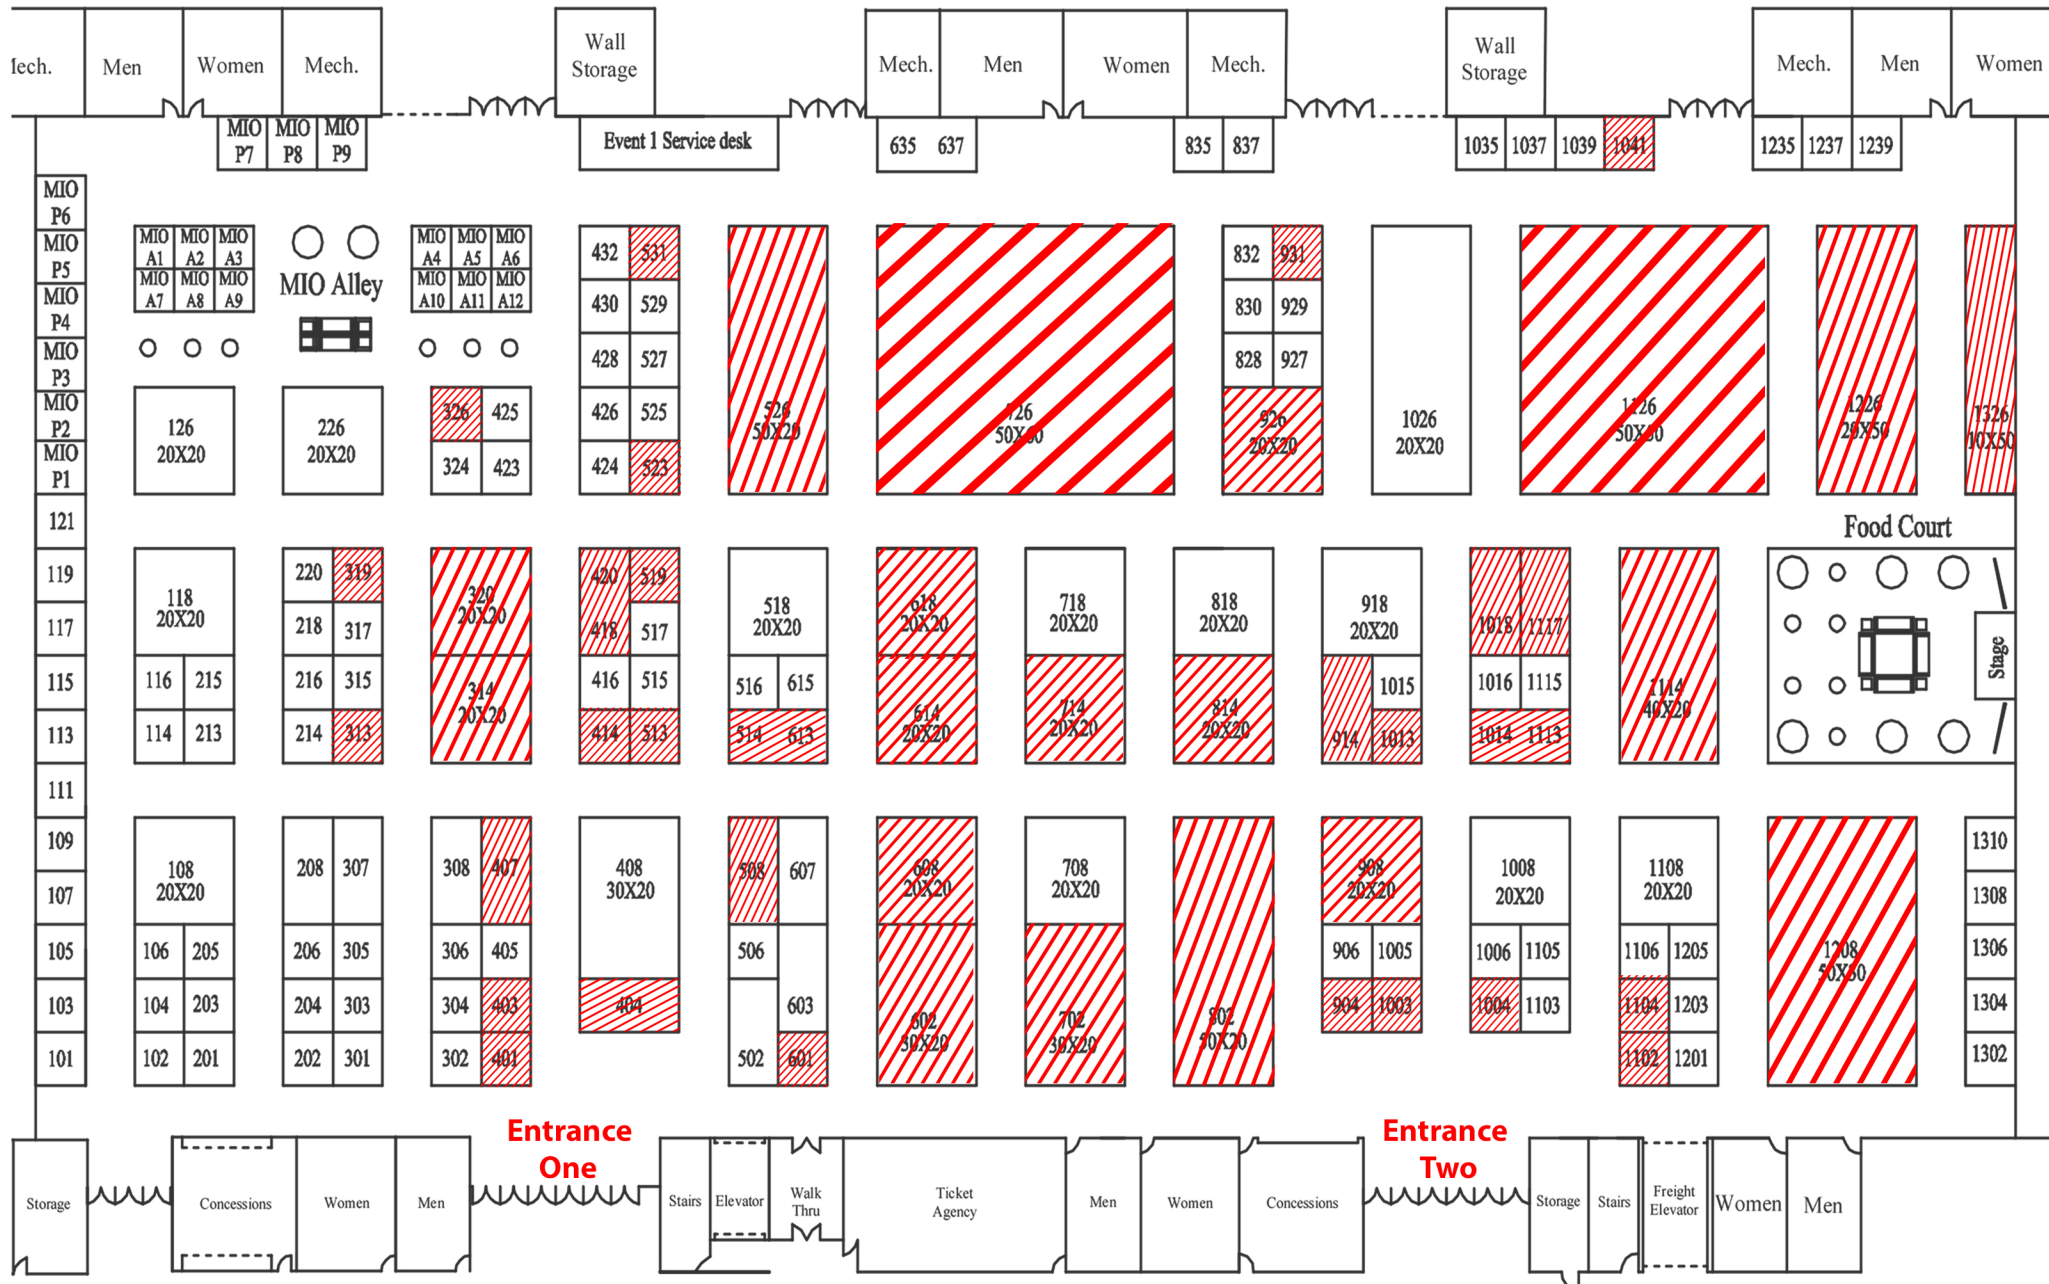 Mech.
Men
Women
Mech.
Wall
Storage
Mech.
Men
Women
Mech.
Wall
Storage
Mech.
Men
Women
MIO
P7
MIO
P8
MIO
P9
Event 1 Service desk
635
637
835
837
1035
1037
1039
1041
1235
1237
1239
MIO
P6
MIO
P5
MIO
P4
MIO
P3
MIO
P2
MIO
P1
121
119
117
115
113
111
109
107
105
103
101
MIO
A1
MIO
A2
MIO
A3
MIO
A7
MIO
A8
MIO
A9
MIO Alley
MIO
A4
MIO
A5
MIO
A6
MIO
A10
MIO
A11
MIO
A12
126
20X20
226
20X20
326
425
324
423
432
531
430
529
428
527
426
525
424
523
526
50X20
726
50X60
832
931
830
929
828
927
926
20X20
1026
20X20
1126
50X50
1226
20X50
1326
10X50
Food Court
Stage
118
20X20
116
215
114
213
220
319
218
317
216
315
214
313
320
20X20
314
20X20
420
519
418
517
416
515
414
513
518
20X20
516
615
514
613
618
20X20
614
20X20
718
20X20
714
20X20
818
20X20
814
20X20
918
20X20
1015
914
1013
1018
1117
1016
1115
1014
1113
1114
40X20
108
20X20
106
205
104
203
102
201
208
307
206
305
204
303
202
301
308
407
306
405
304
403
302
401
408
30X20
404
508
607
506
603
502
601
608
20X20
602
30X20
708
20X20
702
30X20
802
50X20
908
20X20
906
1005
904
1003
1008
20X20
1006
1105
1004
1103
1108
20X20
1106
1205
1104
1203
1102
1201
1208
1310
1308
1306
1304
1302
Entrance
One
Entrance
Two
Storage
Concessions
Women
Men
Stairs
Elevator
Walk
Thru
Ticket
Agency
Men
Women
Concessions
Storage
Stairs
Freight
Elevator
Women
Men